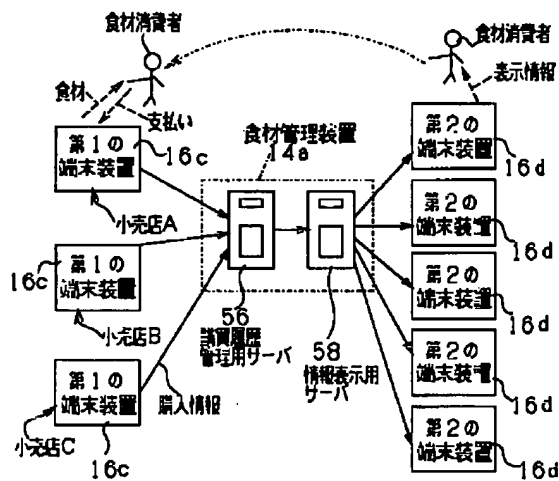 食材消費者
食材
支払い
第1の
端末装置
16c
小売店A
16c
第1の
端末装置
小売店B
第1の
端末装置
小売店C
16c
購入情報
食材管理装置
14a
56
購買履歴
管理用サーバ
58
情報表示用
サーバ
食材消費者
表示情報
第2の
端末装置
16d
第2の
端末装置
16d
第2の
端末装置
16d
第2の
端末装置
16d
第2の
端末装置
16d